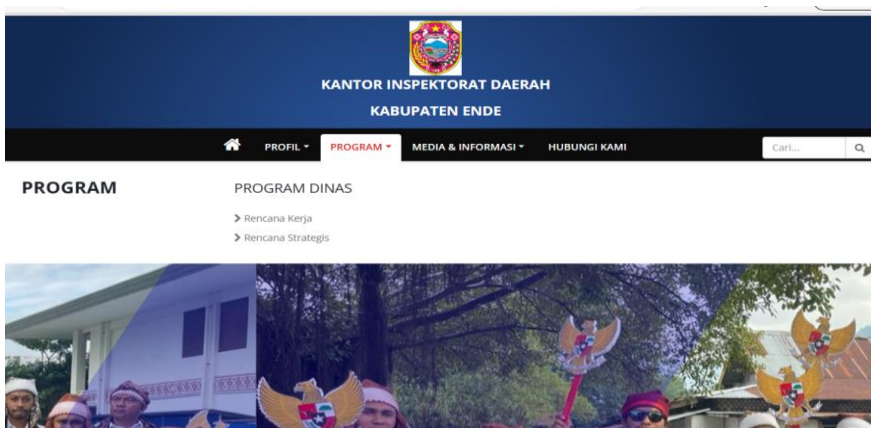 KANTOR INSPEKTORAT DAERAH
KABUPATEN ENDE
PROFIL
PROGRAM
MEDIA & INFORMASI
HUBUNGI KAMI
Cari...
PROGRAM
PROGRAM DINAS
Rencana Kerja
Rencana Strategis